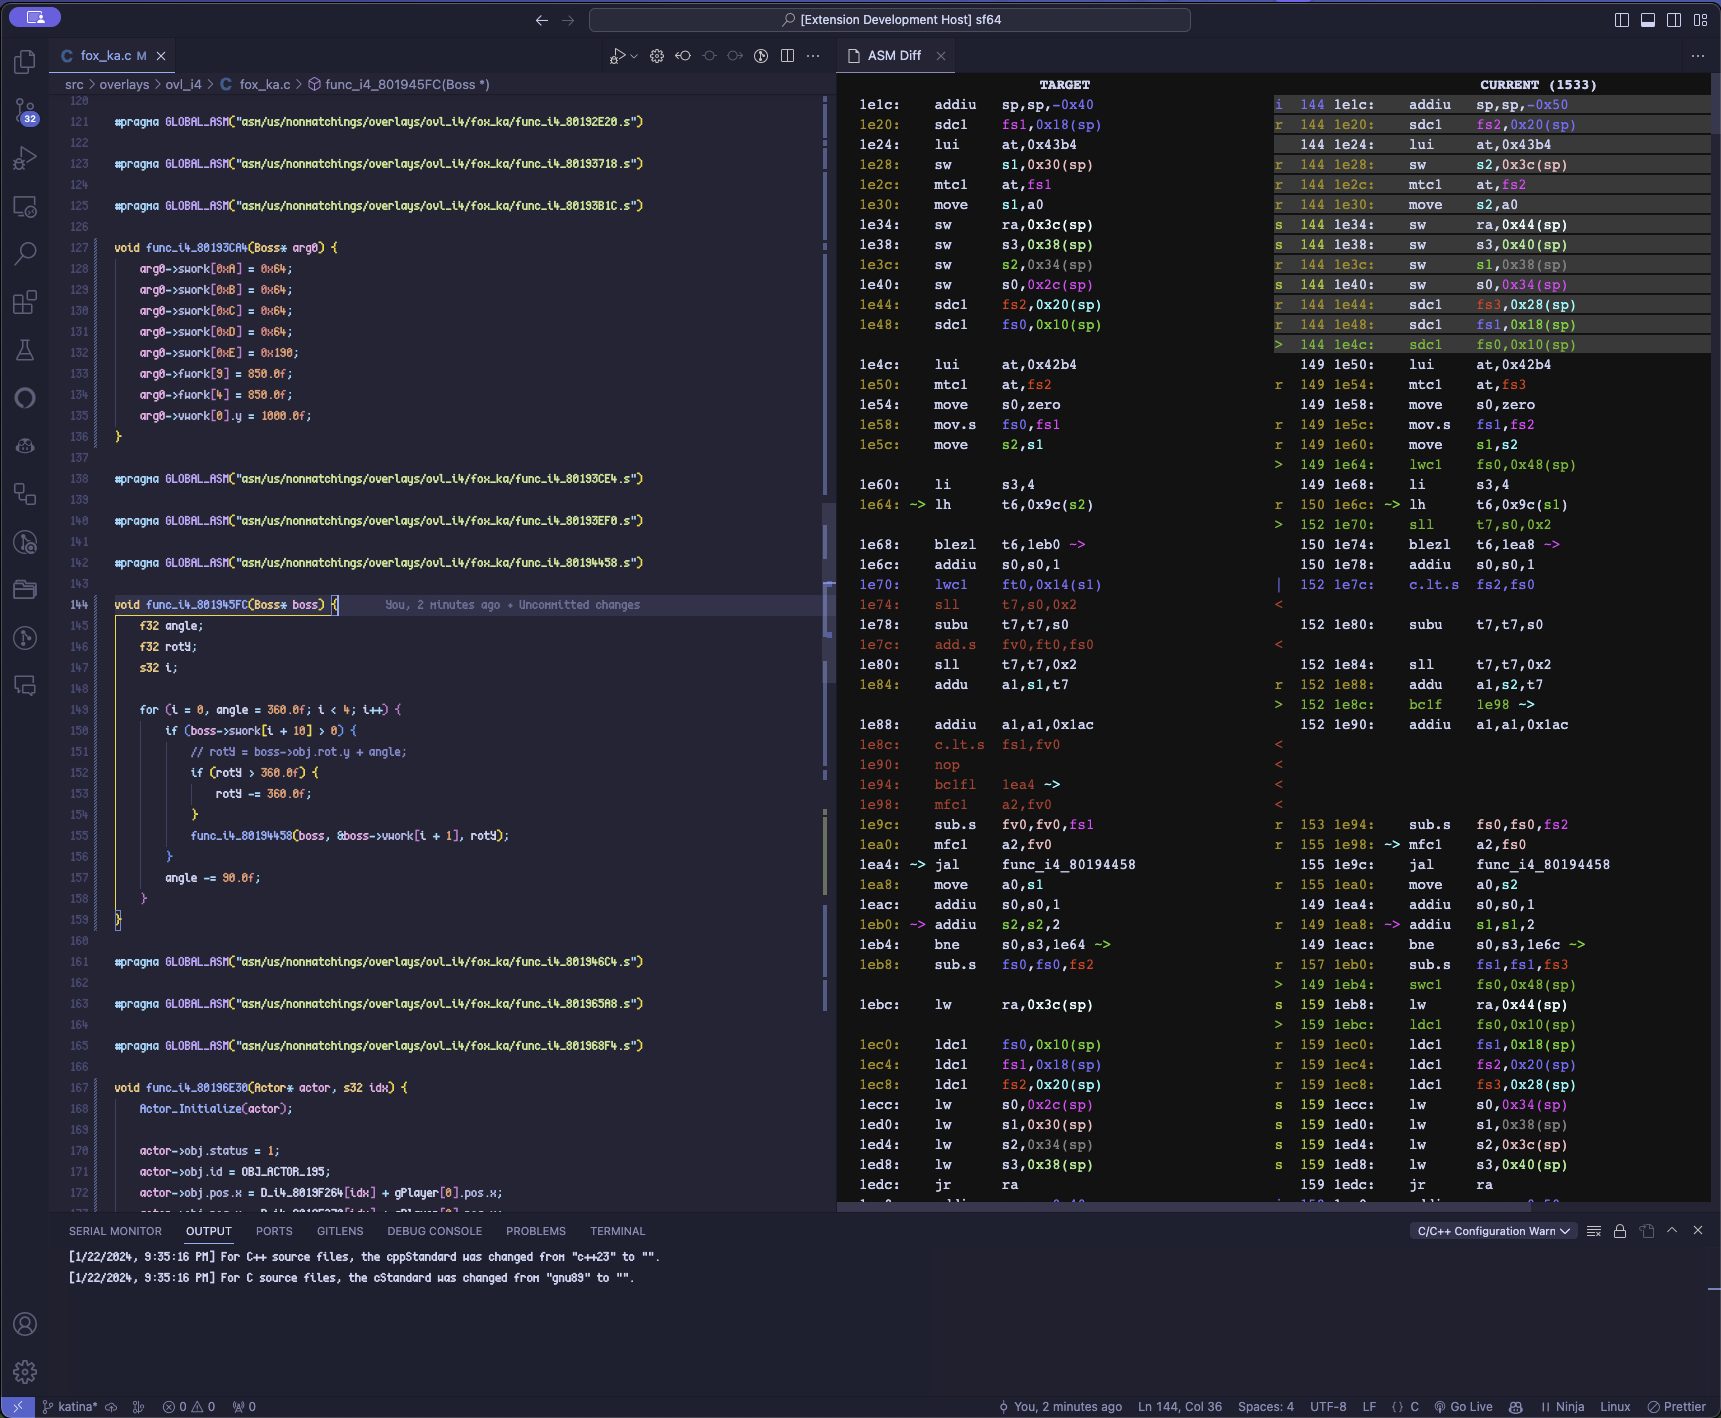 [Extension Development Host] sf64
fox_ka.c M
ASM Diff
src > overlays > ovl_i4 > C fox_ka.c > func_i4_801945FC(Boss *)
120
121 #pragma GLOBAL_ASM("asm/us/nonmatchings/overlays/ovl_i4/fox_ka/func_i4_80192E20.s")
122
123 #pragma GLOBAL_ASM("asm/us/nonmatchings/overlays/ovl_i4/fox_ka/func_i4_80193718.s")
124
125 #pragma GLOBAL_ASM("asm/us/nonmatchings/overlays/ovl_i4/fox_ka/func_i4_80193B1C.s")
126
127 void func_i4_80193CA4(Boss* arg0) {
128 arg0->swork[0xA] = 0x64;
129 arg0->swork[0xB] = 0x64;
130 arg0->swork[0xC] = 0x64;
131 arg0->swork[0xD] = 0x64;
132 arg0->swork[0xE] = 0x190;
133 arg0->fwork[9] = 850.0f;
134 arg0->fwork[4] = 850.0f;
135 arg0->vwork[0].y = 1000.0f;
136 }
137
138 #pragma GLOBAL_ASM("asm/us/nonmatchings/overlays/ovl_i4/fox_ka/func_i4_80193CE4.s")
139
140 #pragma GLOBAL_ASM("asm/us/nonmatchings/overlays/ovl_i4/fox_ka/func_i4_80193EF0.s")
141
142 #pragma GLOBAL_ASM("asm/us/nonmatchings/overlays/ovl_i4/fox_ka/func_i4_80194458.s")
143
144 void func_i4_801945FC(Boss* boss) { You, 2 minutes ago • Uncommitted changes
145 f32 angle;
146 f32 rotY;
147 s32 i;
148
149 for (i = 0, angle = 360.0f; i < 4; i++) {
150 if (boss->swork[i + 10] > 0) {
151 // rotY = boss->obj.rot.y + angle;
152 if (rotY > 360.0f) {
153 rotY -= 360.0f;
154 }
155 func_i4_80194458(boss, &boss->vwork[i + 1], rotY);
156 }
157 angle -= 90.0f;
158 }
159 }
160
161 #pragma GLOBAL_ASM("asm/us/nonmatchings/overlays/ovl_i4/fox_ka/func_i4_801946C4.s")
162
163 #pragma GLOBAL_ASM("asm/us/nonmatchings/overlays/ovl_i4/fox_ka/func_i4_801965A8.s")
164
165 #pragma GLOBAL_ASM("asm/us/nonmatchings/overlays/ovl_i4/fox_ka/func_i4_801968F4.s")
166
167 void func_i4_80196E30(Actor* actor, s32 idx) {
168 Actor_Initialize(actor);
169
170 actor->obj.status = 1;
171 actor->obj.id = OBJ_ACTOR_195;
172 actor->obj.pos.x = D_i4_8019F264[idx] + gPlayer[0].pos.x;
32
TARGET CURRENT (1533)
1e1c: addiu sp,sp,-0x40 i 144 1e1c: addiu sp,sp,-0x50
1e20: sdc1 fs1,0x18(sp) r 144 1e20: sdc1 fs2,0x20(sp)
1e24: lui at,0x43b4 144 1e24: lui at,0x43b4
1e28: sw s1,0x30(sp) r 144 1e28: sw s2,0x3c(sp)
1e2c: mtc1 at,fs1 r 144 1e2c: mtc1 at,fs2
1e30: move s1,a0 r 144 1e30: move s2,a0
1e34: sw ra,0x3c(sp) s 144 1e34: sw ra,0x44(sp)
1e38: sw s3,0x38(sp) s 144 1e38: sw s3,0x40(sp)
1e3c: sw s2,0x34(sp) r 144 1e3c: sw s1,0x38(sp)
1e40: sw s0,0x2c(sp) s 144 1e40: sw s0,0x34(sp)
1e44: sdc1 fs2,0x20(sp) r 144 1e44: sdc1 fs3,0x28(sp)
1e48: sdc1 fs0,0x10(sp) r 144 1e48: sdc1 fs1,0x18(sp)
> 144 1e4c: sdc1 fs0,0x10(sp)
1e4c: lui at,0x42b4 149 1e50: lui at,0x42b4
1e50: mtc1 at,fs2 r 149 1e54: mtc1 at,fs3
1e54: move s0,zero 149 1e58: move s0,zero
1e58: mov.s fs0,fs1 r 149 1e5c: mov.s fs1,fs2
1e5c: move s2,s1 r 149 1e60: move s1,s2
> 149 1e64: lwc1 fs0,0x48(sp)
1e60: li s3,4 149 1e68: li s3,4
1e64: ~> lh t6,0x9c(s2) r 150 1e6c: ~> lh t6,0x9c(s1)
> 152 1e70: sll t7,s0,0x2
1e68: blezl t6,1eb0 ~> 150 1e74: blezl t6,1ea8 ~>
1e6c: addiu s0,s0,1 150 1e78: addiu s0,s0,1
1e70: lwc1 ft0,0x14(s1) | 152 1e7c: c.lt.s fs2,fs0
1e74: sll t7,s0,0x2 <
1e78: subu t7,t7,s0 152 1e80: subu t7,t7,s0
1e7c: add.s fv0,ft0,fs0 <
1e80: sll t7,t7,0x2 152 1e84: sll t7,t7,0x2
1e84: addu a1,s1,t7 r 152 1e88: addu a1,s2,t7
> 152 1e8c: bc1f 1e98 ~>
1e88: addiu a1,a1,0x1ac 152 1e90: addiu a1,a1,0x1ac
1e8c: c.lt.s fs1,fv0 <
1e90: nop <
1e94: bc1fl 1ea4 ~> <
1e98: mfc1 a2,fv0 <
1e9c: sub.s fv0,fv0,fs1 r 153 1e94: sub.s fs0,fs0,fs2
1ea0: mfc1 a2,fv0 r 155 1e98: ~> mfc1 a2,fs0
1ea4: ~> jal func_i4_80194458 155 1e9c: jal func_i4_80194458
1ea8: move a0,s1 r 155 1ea0: move a0,s2
1eac: addiu s0,s0,1 149 1ea4: addiu s0,s0,1
1eb0: ~> addiu s2,s2,2 r 149 1ea8: ~> addiu s1,s1,2
1eb4: bne s0,s3,1e64 ~> 149 1eac: bne s0,s3,1e6c ~>
1eb8: sub.s fs0,fs0,fs2 r 157 1eb0: sub.s fs1,fs1,fs3
> 149 1eb4: swc1 fs0,0x48(sp)
1ebc: lw ra,0x3c(sp) s 159 1eb8: lw ra,0x44(sp)
> 159 1ebc: ldc1 fs0,0x10(sp)
1ec0: ldc1 fs0,0x10(sp) r 159 1ec0: ldc1 fs1,0x18(sp)
1ec4: ldc1 fs1,0x18(sp) r 159 1ec4: ldc1 fs2,0x20(sp)
1ec8: ldc1 fs2,0x20(sp) r 159 1ec8: ldc1 fs3,0x28(sp)
1ecc: lw s0,0x2c(sp) s 159 1ecc: lw s0,0x34(sp)
1ed0: lw s1,0x30(sp) s 159 1ed0: lw s1,0x38(sp)
1ed4: lw s2,0x34(sp) s 159 1ed4: lw s2,0x3c(sp)
1ed8: lw s3,0x38(sp) s 159 1ed8: lw s3,0x40(sp)
1edc: jr ra 159 1edc: jr ra
SERIAL MONITOR OUTPUT PORTS GITLENS DEBUG CONSOLE PROBLEMS TERMINAL
C/C++ Configuration Warn
[1/22/2024, 9:35:16 PM] For C++ source files, the cppStandard was changed from "c++23" to "".
[1/22/2024, 9:35:16 PM] For C source files, the cStandard was changed from "gnu89" to "".
katina* 0 0 0 You, 2 minutes ago Ln 144, Col 36 Spaces: 4 UTF-8 LF {} C Go Live Ninja Linux Prettier